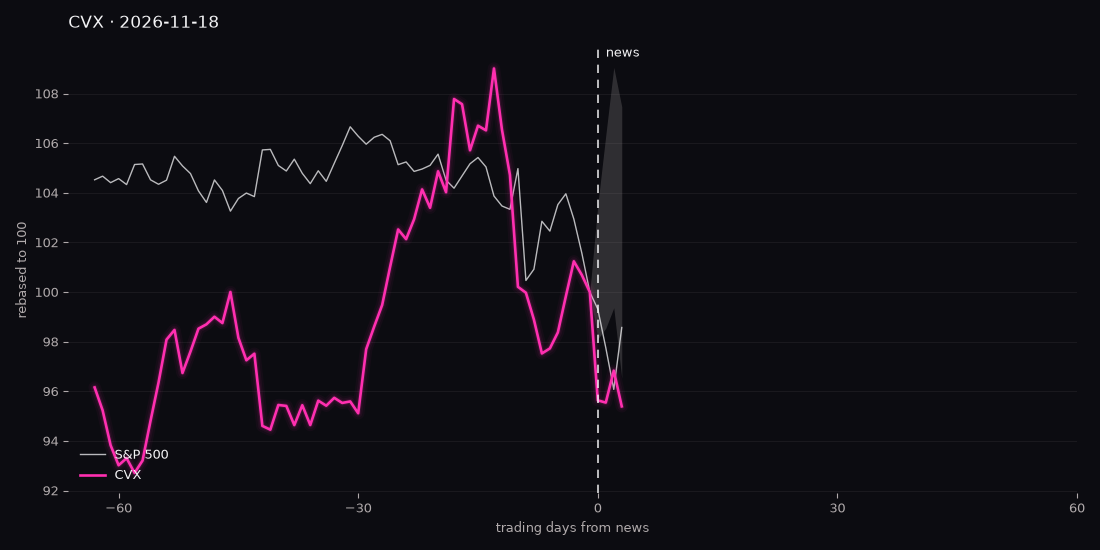 CVX · 2026-11-18
news
108
106
104
102
100
98
96
94
92
rebased to 100
S&P 500
CVX
−60
−30
0
30
60
trading days from news